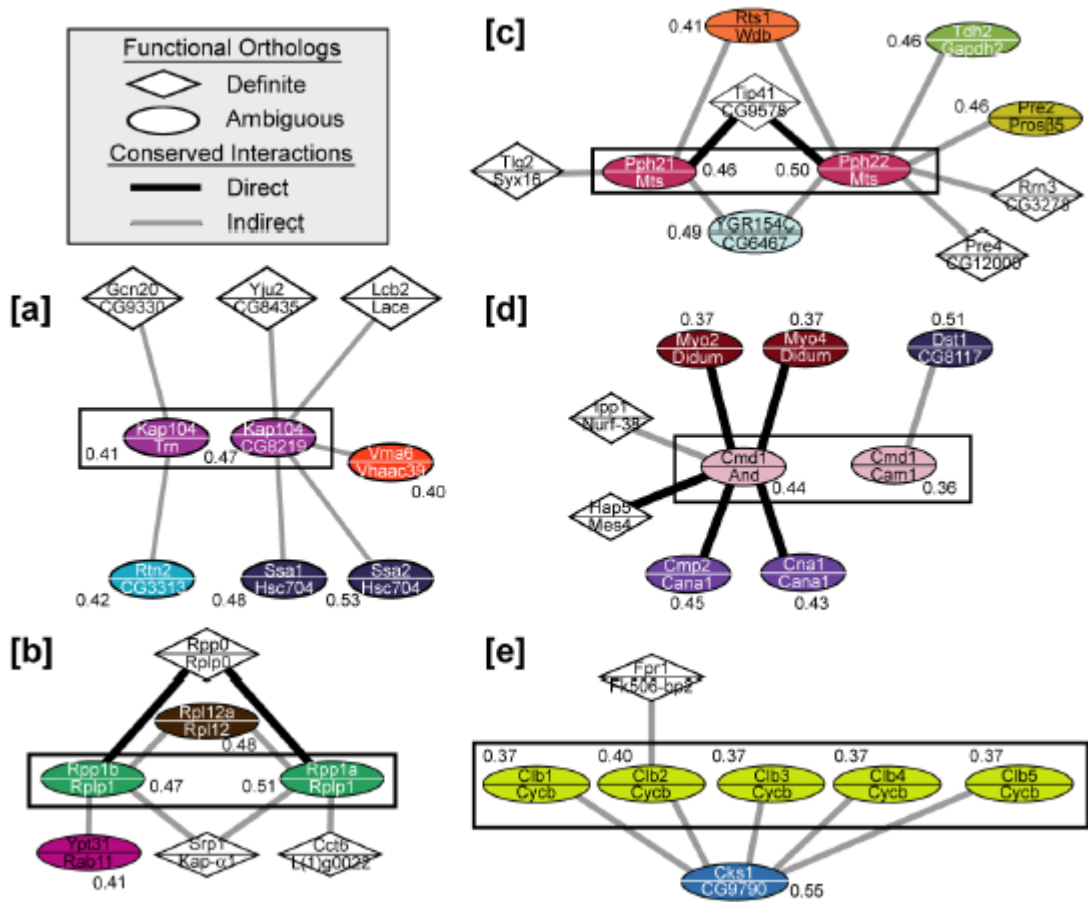 Functional Orthologs
Definite
Ambiguous
Conserved Interactions
Direct
Indirect
[a]
Gcn20
CG9330
Yju2
CG8435
Lcb2
Lace
Kap104
Trn
0.41
Kap104
CG8219
0.47
Vma6
Vhaac39
0.40
Rtn2
CG3313
0.42
Ssa1
Hsc704
0.48
Ssa2
Hsc704
0.53
[b]
Rpp0
Rplp0
Rpl12a
Rpl12
0.48
Rpp1b
Rplp1
0.47
0.51
Rpp1a
Rplp1
Ypt31
Rab11
0.41
Srp1
Kap-α1
Cct6
L(1)g0022
[c]
0.41
Rts1
Wdb
0.46
Tdh2
Gapdh2
Tip41
CG9578
0.46
Pre2
Prosβ5
Tlg2
Syx16
Pph21
Mts
0.46
0.50
Pph22
Mts
Rrn3
CG3278
0.49
YGR154C
CG6467
Pre4
CG12000
[d]
0.37
Myo2
Didum
0.37
Myo4
Didum
0.51
Dst1
CG8117
Ipp1
Nurf-38
Cmd1
And
0.44
Cmd1
Cam1
0.36
Hap5
Mes4
Cmp2
Cana1
0.45
Cna1
Cana1
0.43
[e]
Fpr1
Fk506-bp2
0.37
0.40
0.37
0.37
0.37
Clb1
Cycb
Clb2
Cycb
Clb3
Cycb
Clb4
Cycb
Clb5
Cycb
Cks1
CG9790
0.55